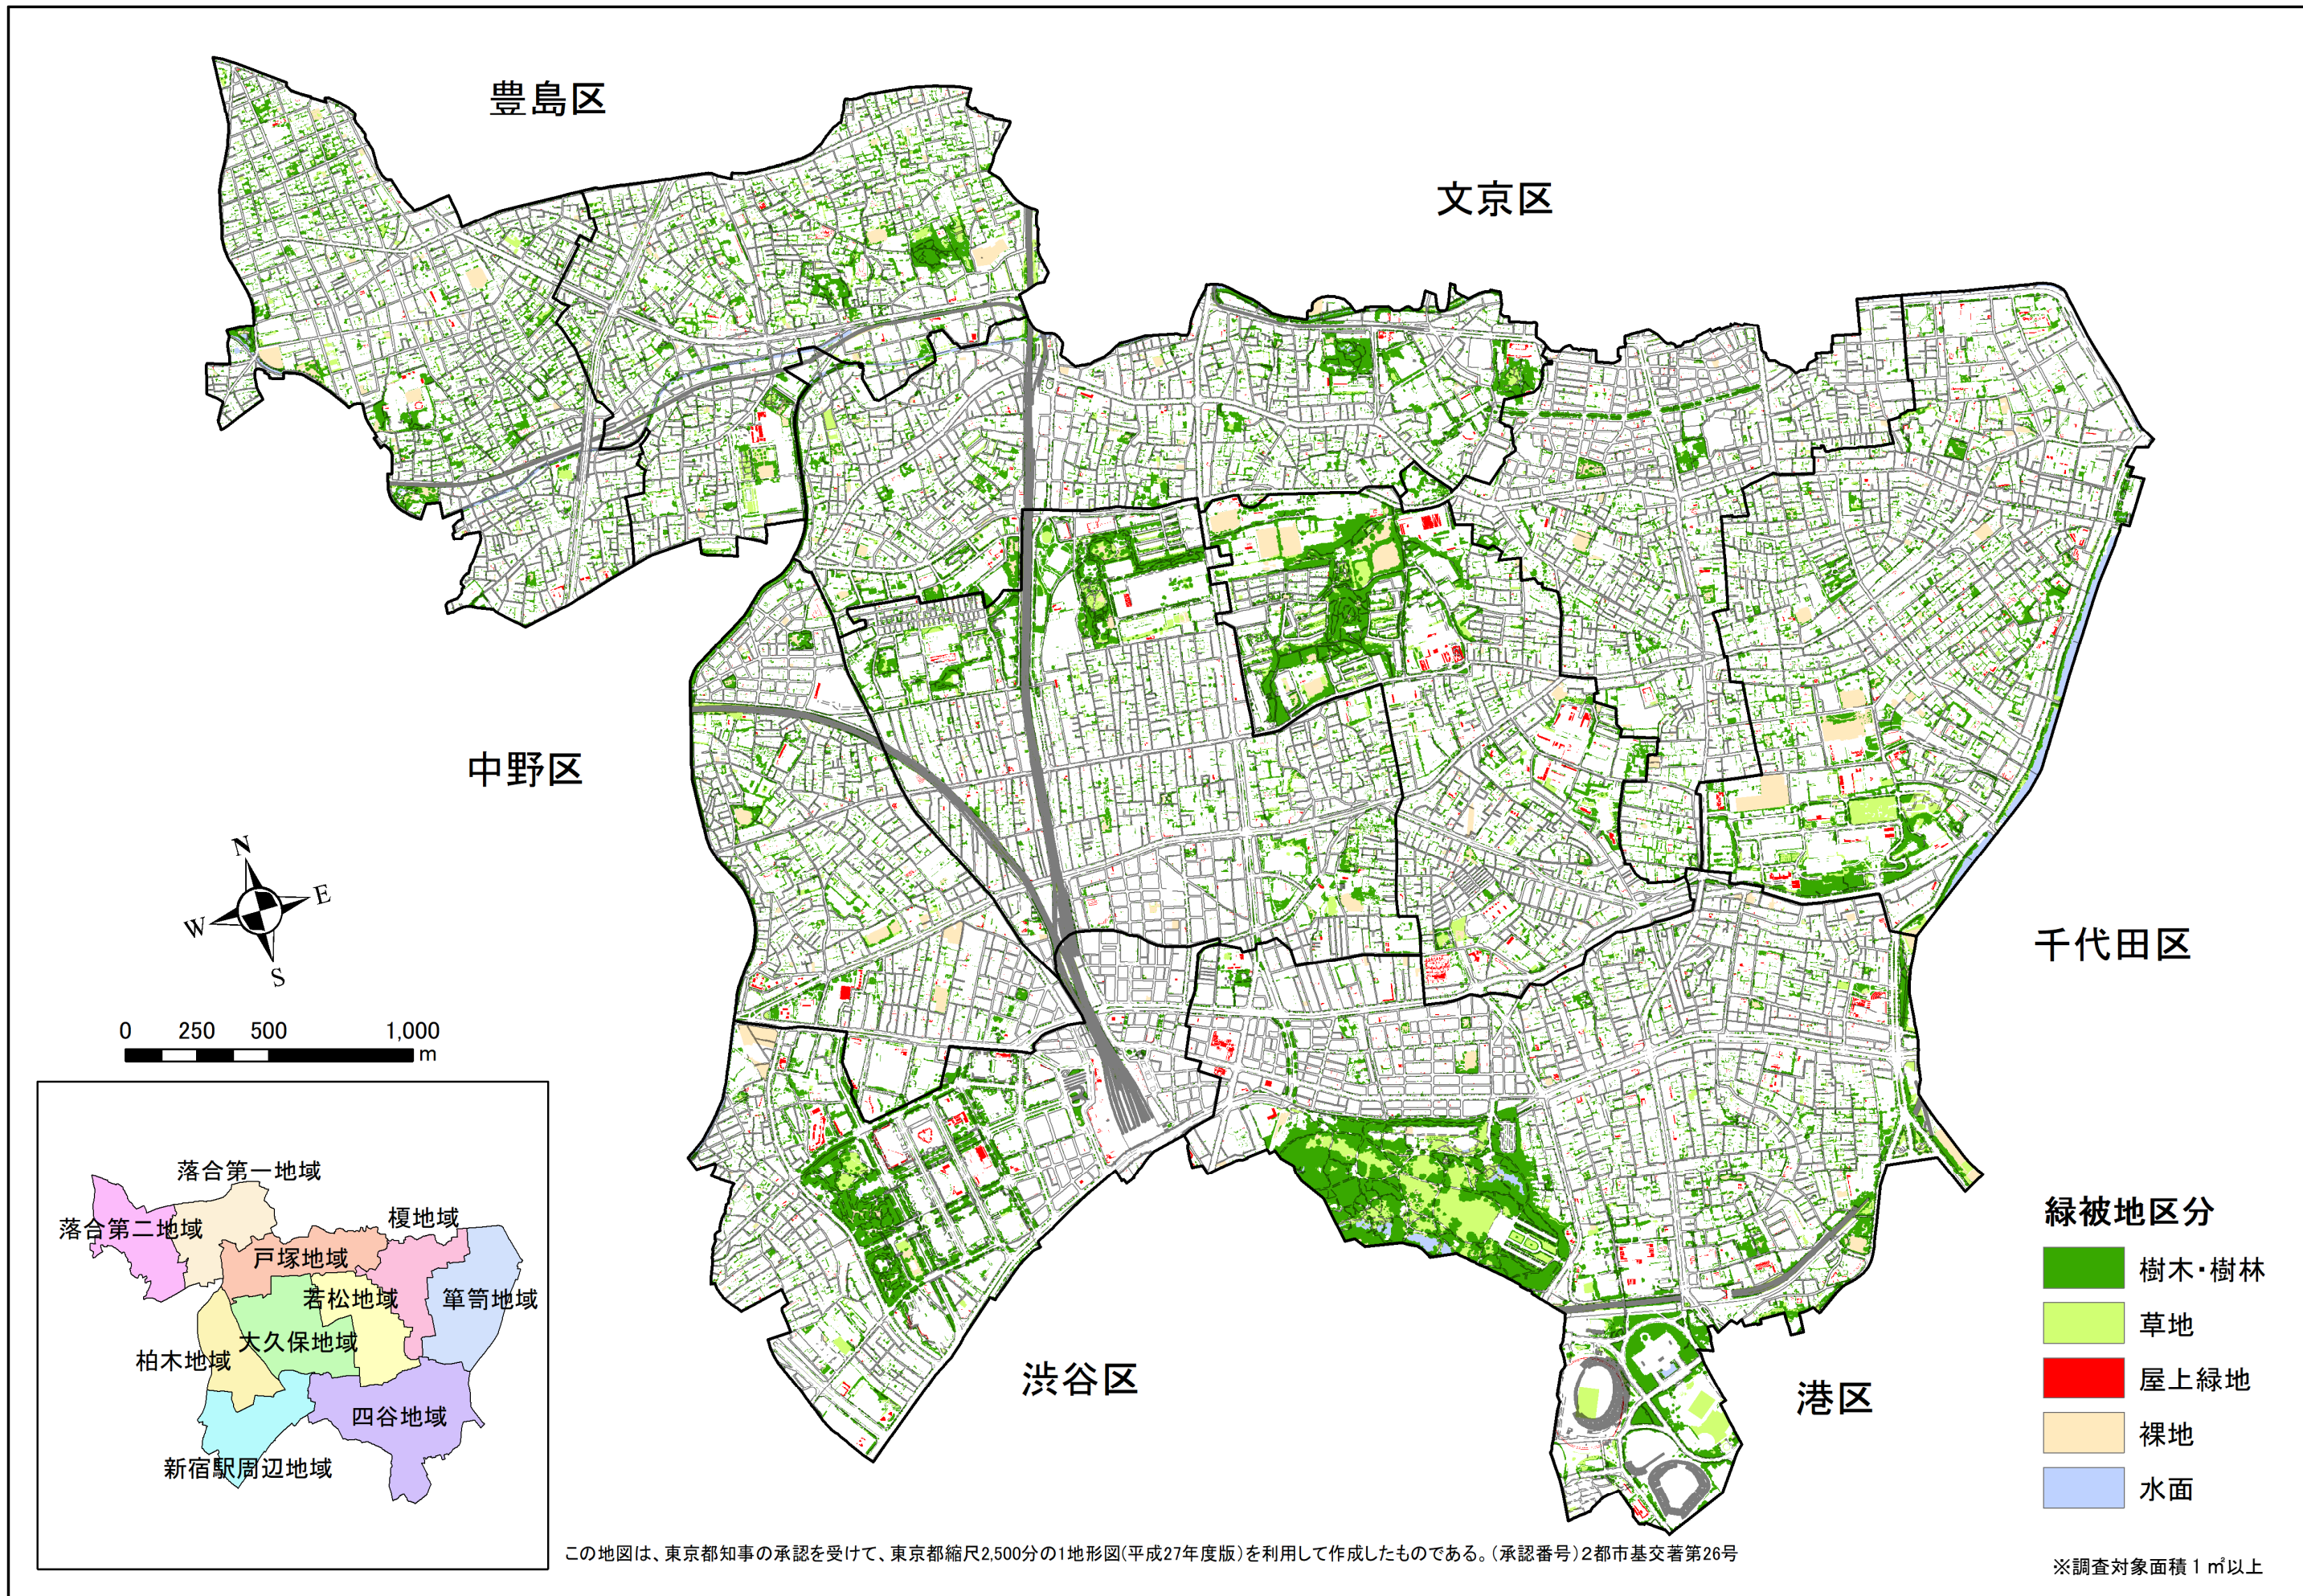 豊島区
文京区
中野区
千代田区
渋谷区
港区
N
E
W
S
0 250 500 1,000
m
落合第一地域
落合第二地域
榎地域
戸塚地域
若松地域
箪笥地域
大久保地域
柏木地域
四谷地域
新宿駅周辺地域
緑被地区分
樹木・樹林
草地
屋上緑地
裸地
水面
この地図は、東京都知事の承認を受けて、東京都縮尺2,500分の1地形図(平成27年度版)を利用して作成したものである。(承認番号)2都市基交著第26号
※調査対象面積1㎡以上